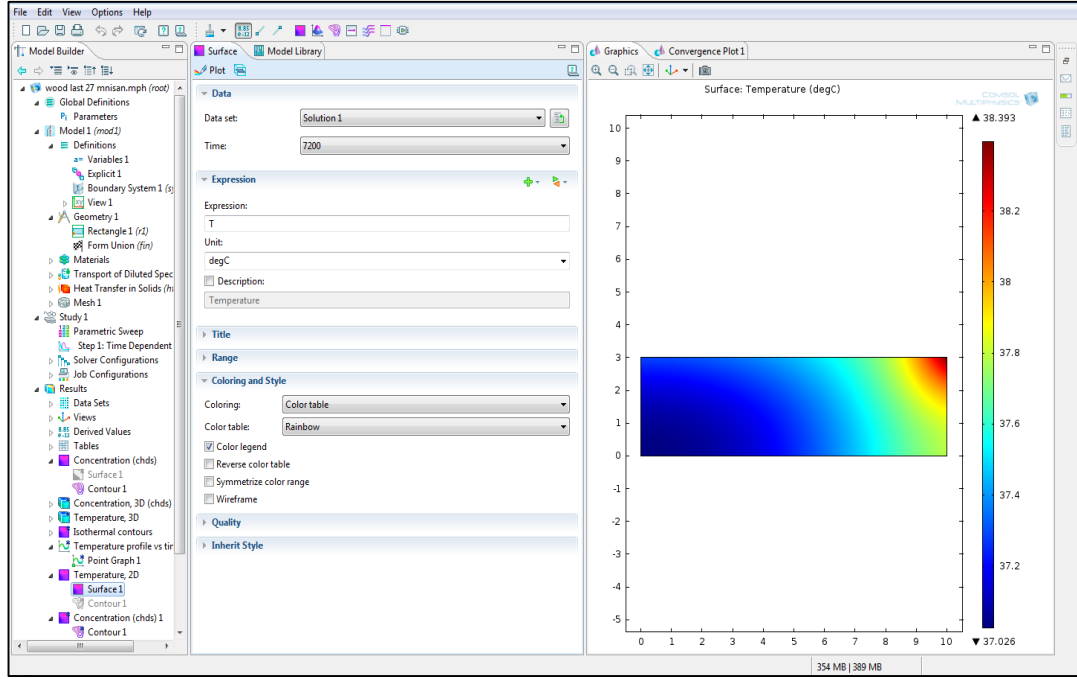 File Edit View Options Help
Model Builder
wood last 27 mnisan.mph (root)
Global Definitions
Pi Parameters
Model 1 (mod1)
Definitions
a= Variables 1
Explicit 1
Boundary System 1 (sy
View 1
Geometry 1
Rectangle 1 (r1)
Form Union (fin)
Materials
Transport of Diluted Spec
Heat Transfer in Solids (h
Mesh 1
Study 1
Parametric Sweep
Step 1: Time Dependent
Solver Configurations
Job Configurations
Results
Data Sets
Views
Derived Values
Tables
Concentration (chds)
Surface 1
Contour 1
Concentration, 3D (chds)
Temperature, 3D
Isothermal contours
Temperature profile vs tir
Point Graph 1
Temperature, 2D
Surface 1
Contour 1
Concentration (chds) 1
Contour 1
Surface Model Library
Plot
Data
Data set: Solution 1
Time: 7200
Expression
Expression:
T
Unit:
degC
Description:
Temperature
Title
Range
Coloring and Style
Coloring: Color table
Color table: Rainbow
Color legend
Reverse color table
Symmetrize color range
Wireframe
Quality
Inherit Style
Graphics Convergence Plot 1
Surface: Temperature (degC)
COMSOL
MULTIPHYSICS
▲ 38.393
10
9
8
7
6
5
4
3
2
1
0
-1
-2
-3
-4
-5
0 1 2 3 4 5 6 7 8 9 10
38.2
38
37.8
37.6
37.4
37.2
▼ 37.026
354 MB | 389 MB